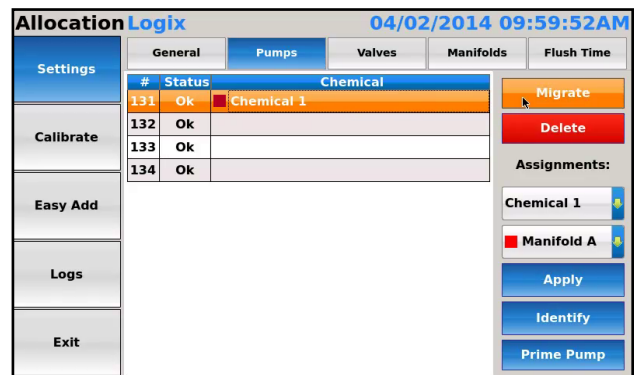 Allocation Logix 04/02/2014 09:59:52AM
Settings
General Pumps Valves Manifolds Flush Time
# Status Chemical
131 Ok Chemical 1
132 Ok
133 Ok
134 Ok
Calibrate
Easy Add
Logs
Exit
Migrate
Delete
Assignments:
Chemical 1
Manifold A
Apply
Identify
Prime Pump